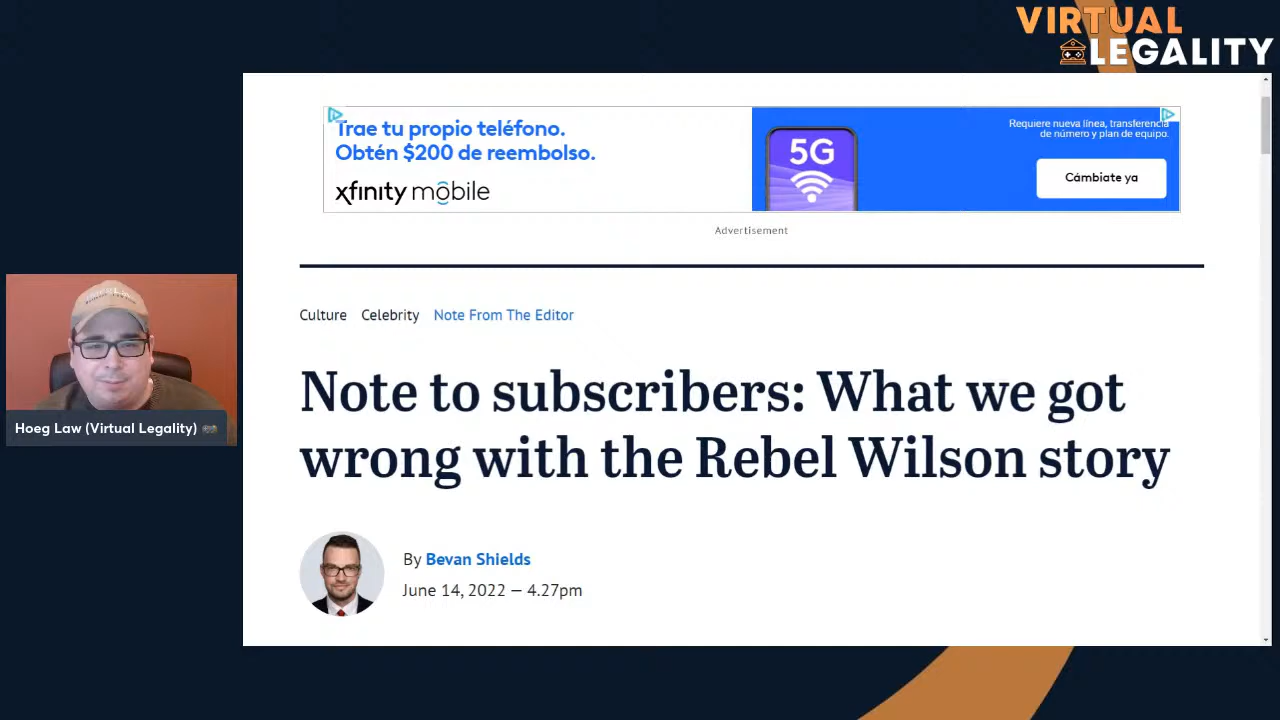 VIRTUAL
LEGALITY
Trae tu propio teléfono.
Obtén $200 de reembolso.
xfinity mobile
5G
Requiere nueva línea, transferencia
de número y plan de equipo.
Cámbiate ya
Advertisement
Culture Celebrity Note From The Editor
Note to subscribers: What we got
wrong with the Rebel Wilson story
By Bevan Shields
June 14, 2022 — 4.27pm
Hoeg Law (Virtual Legality)